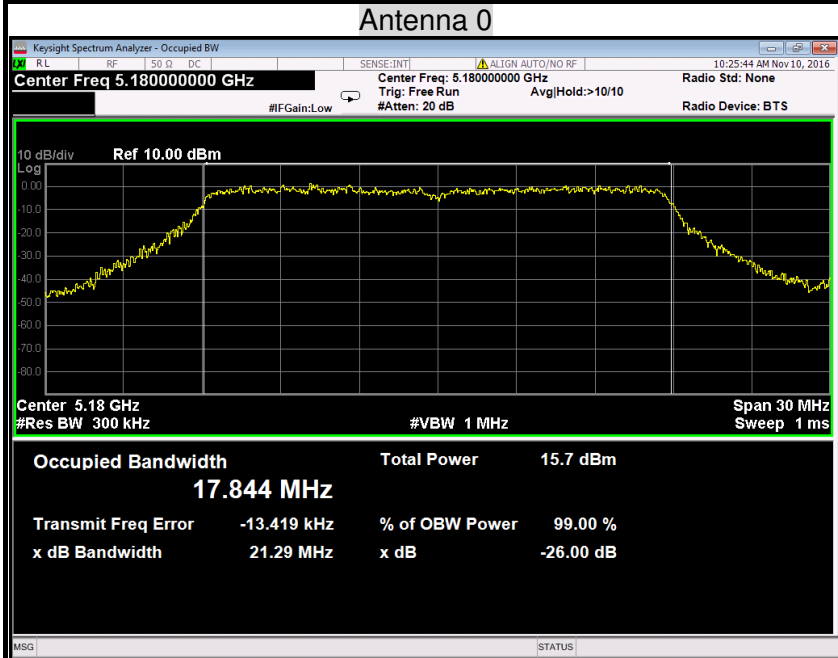 Antenna 0
Keysight Spectrum Analyzer - Occupied BW
LXI RL RF 50 Ω DC SENSE:INT ALIGN AUTO/NO RF 10:25:44 AM Nov 10, 2016
Center Freq 5.180000000 GHz Center Freq: 5.180000000 GHz Radio Std: None
Trig: Free Run Avg|Hold:>10/10
#IFGain:Low #Atten: 20 dB Radio Device: BTS
10 dB/div Ref 10.00 dBm
Log
0.00
-10.0
-20.0
-30.0
-40.0
-50.0
-60.0
-70.0
-80.0
Center 5.18 GHz Span 30 MHz
#Res BW 300 kHz #VBW 1 MHz Sweep 1 ms
Occupied Bandwidth Total Power 15.7 dBm
17.844 MHz
Transmit Freq Error -13.419 kHz % of OBW Power 99.00 %
x dB Bandwidth 21.29 MHz x dB -26.00 dB
MSG STATUS